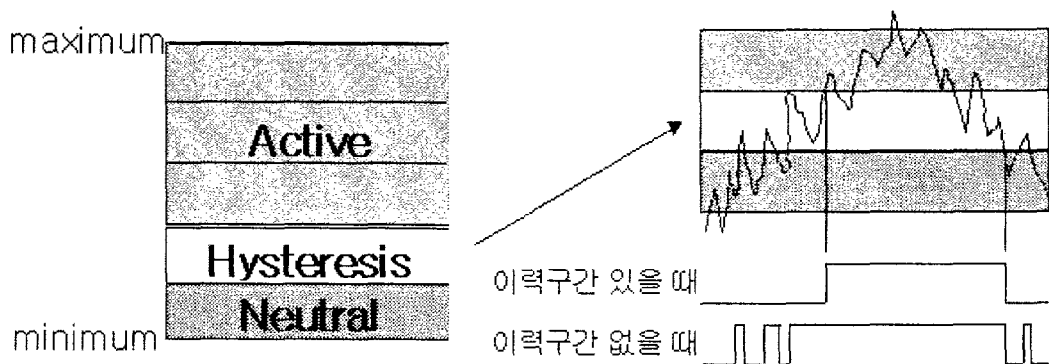 maximum
Active
Hysteresis
Neutral
minimum
이력구간 있을 때
이력구간 없을 때